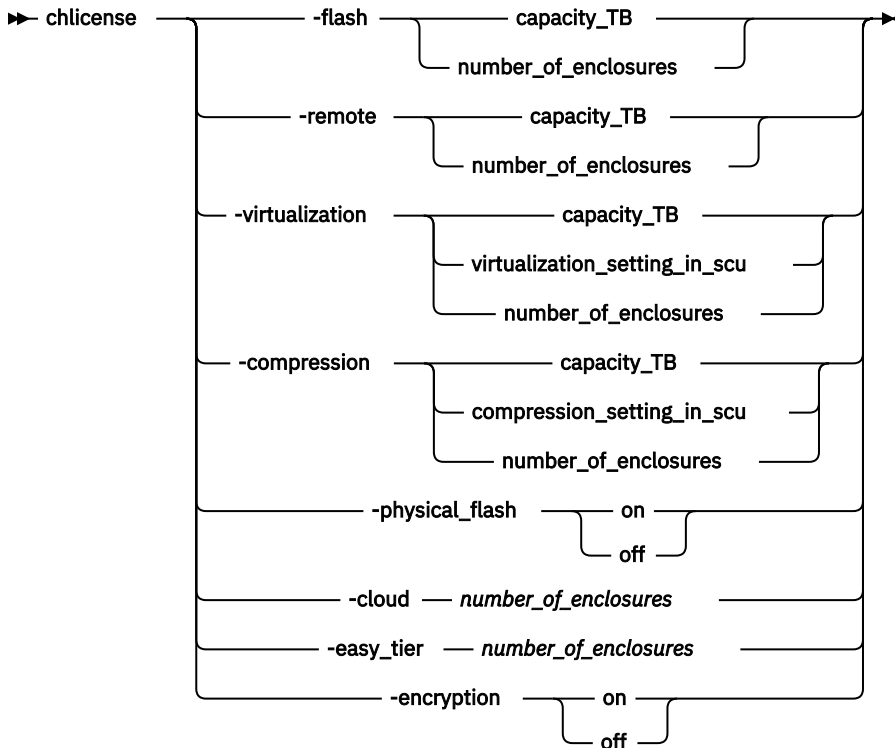 chlicense -flash capacity_TB
number_of_enclosures
-remote capacity_TB
number_of_enclosures
-virtualization capacity_TB
virtualization_setting_in_scu
number_of_enclosures
-compression capacity_TB
compression_setting_in_scu
number_of_enclosures
-physical_flash on
off
-cloud number_of_enclosures
-easy_tier number_of_enclosures
-encryption on
off